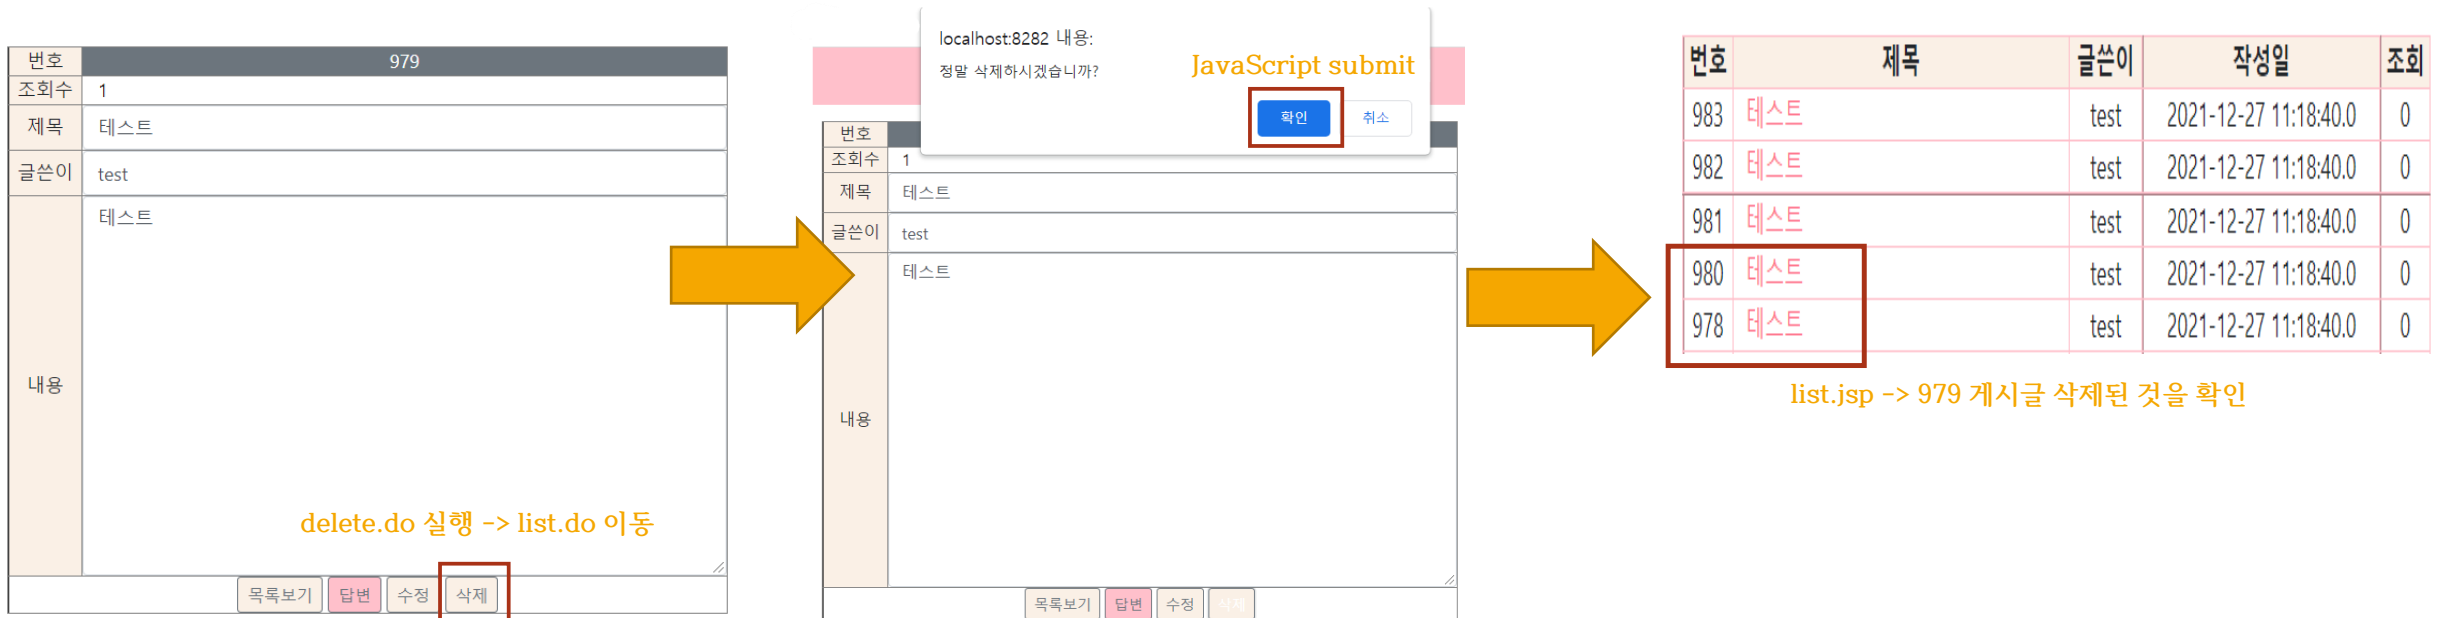 번호 979
조회수 1
제목 테스트
글쓴이 test
내용 테스트
delete.do 실행 -> list.do 이동
목록보기 답변 수정 삭제
localhost:8282 내용:
정말 삭제하시겠습니까?
JavaScript submit
확인 취소
번호
조회수 1
제목 테스트
글쓴이 test
내용 테스트
목록보기 답변 수정 삭제
번호 제목 글쓴이 작성일 조회
983 테스트 test 2021-12-27 11:18:40.0 0
982 테스트 test 2021-12-27 11:18:40.0 0
981 테스트 test 2021-12-27 11:18:40.0 0
980 테스트 test 2021-12-27 11:18:40.0 0
978 테스트 test 2021-12-27 11:18:40.0 0
list.jsp -> 979 게시글 삭제된 것을 확인